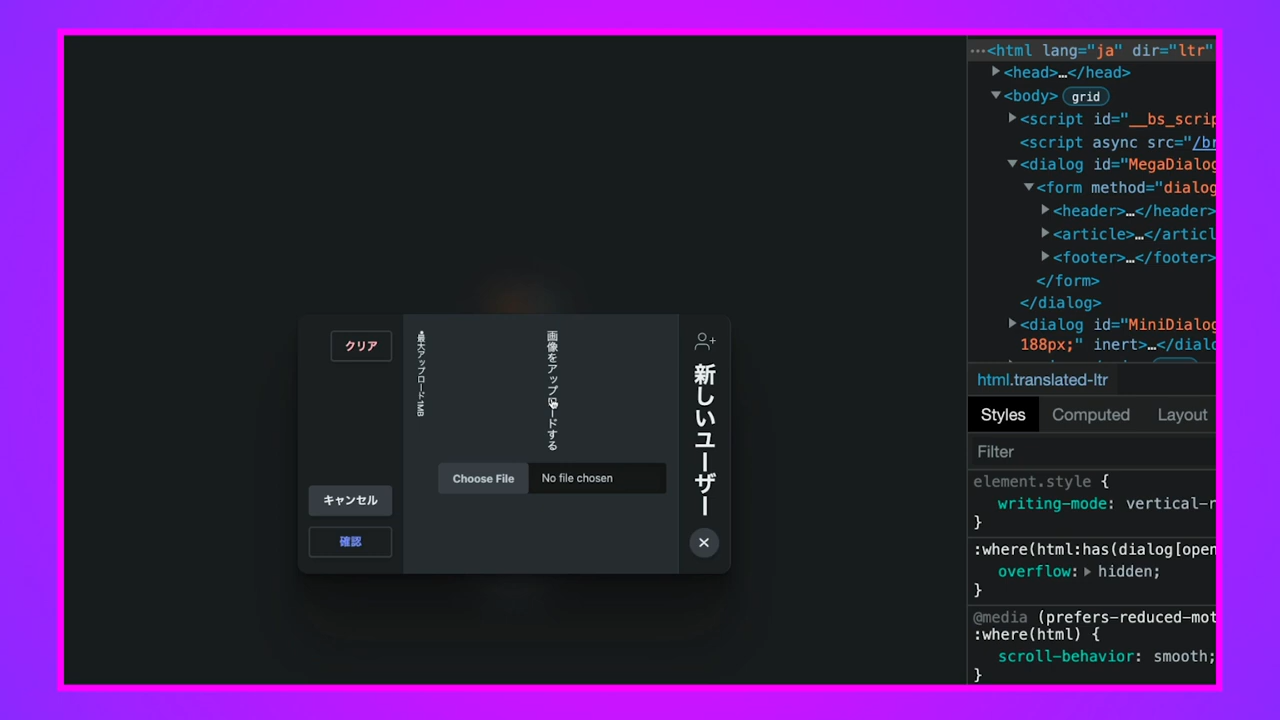 新しいユーザー
画像をアップロードする
Choose File
No file chosen
*最大アップロード1MB
クリア
キャンセル
確認
<html lang="ja" dir="ltr"
<head>…</head>
<body>
grid
<script id="__bs_scrip
<script async src="/br
<dialog id="MegaDialog
<form method="dialog
<header>…</header>
<article>…</articl
<footer>…</footer>
</form>
</dialog>
<dialog id="MiniDialog
188px;" inert>…</dialo
html.translated-ltr
Styles Computed Layout
Filter
element.style {
writing-mode: vertical-r
}
:where(html:has(dialog[open
overflow: hidden;
}
@media (prefers-reduced-mot
:where(html) {
scroll-behavior: smooth;
}